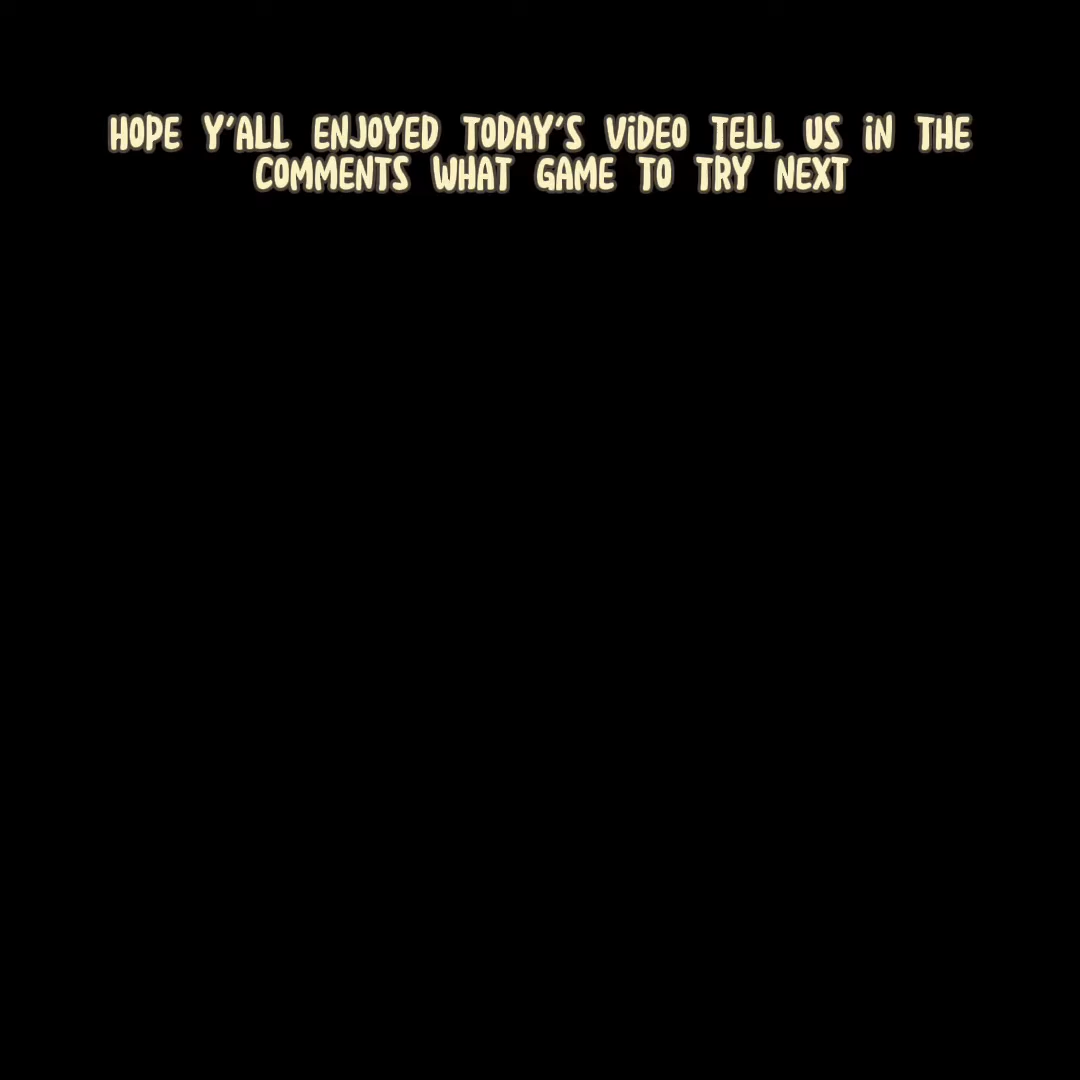 HOPE Y'ALL ENJOYED TODAY'S ViDEO TELL US iN THE
COMMENTS WHAT GAME TO TRY NEXT